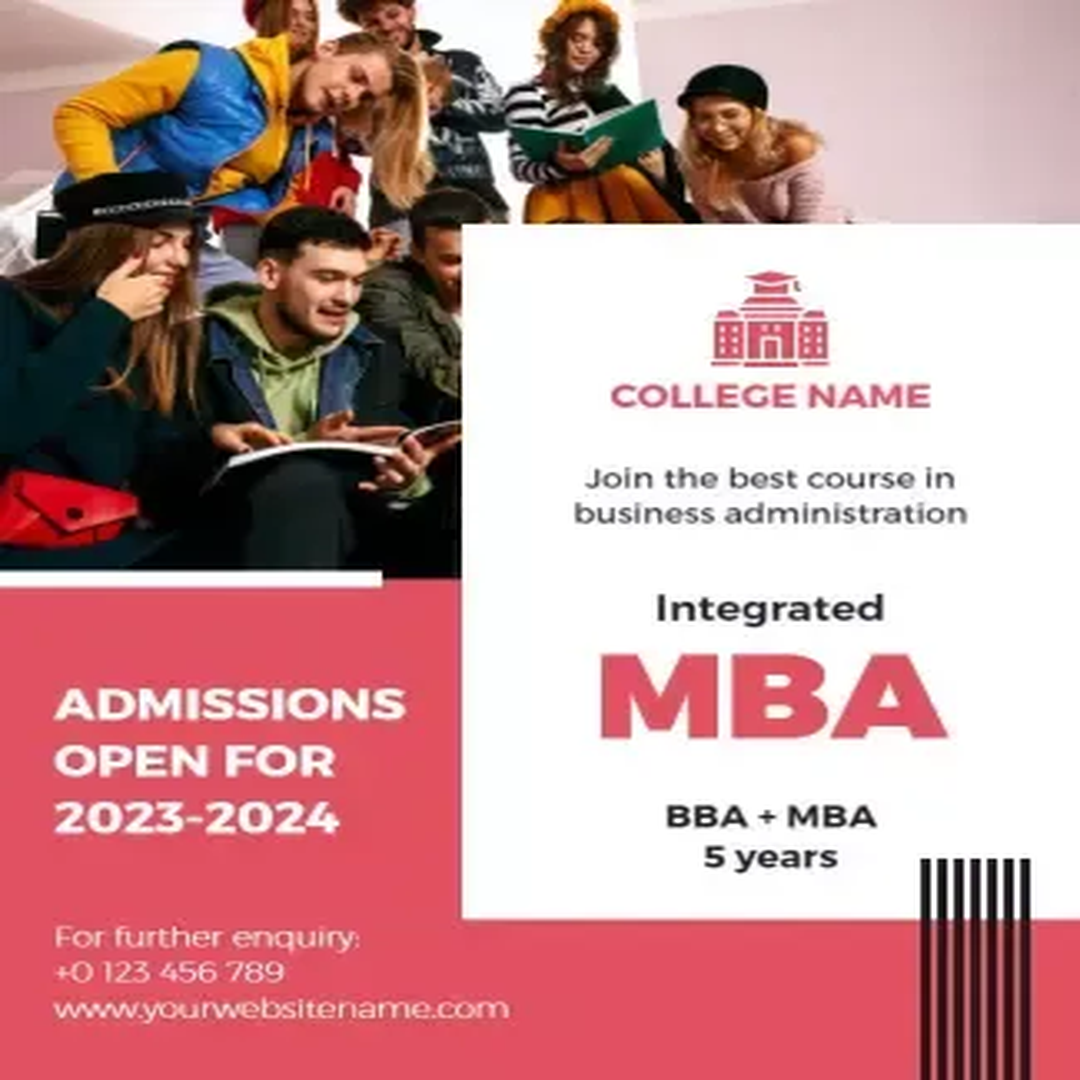 COLLEGE NAME
Join the best course in
business administration
Integrated
MBA
BBA + MBA
5 years
ADMISSIONS
OPEN FOR
2023-2024
For further enquiry:
+0 123 456 789
www.yourwebsitename.com